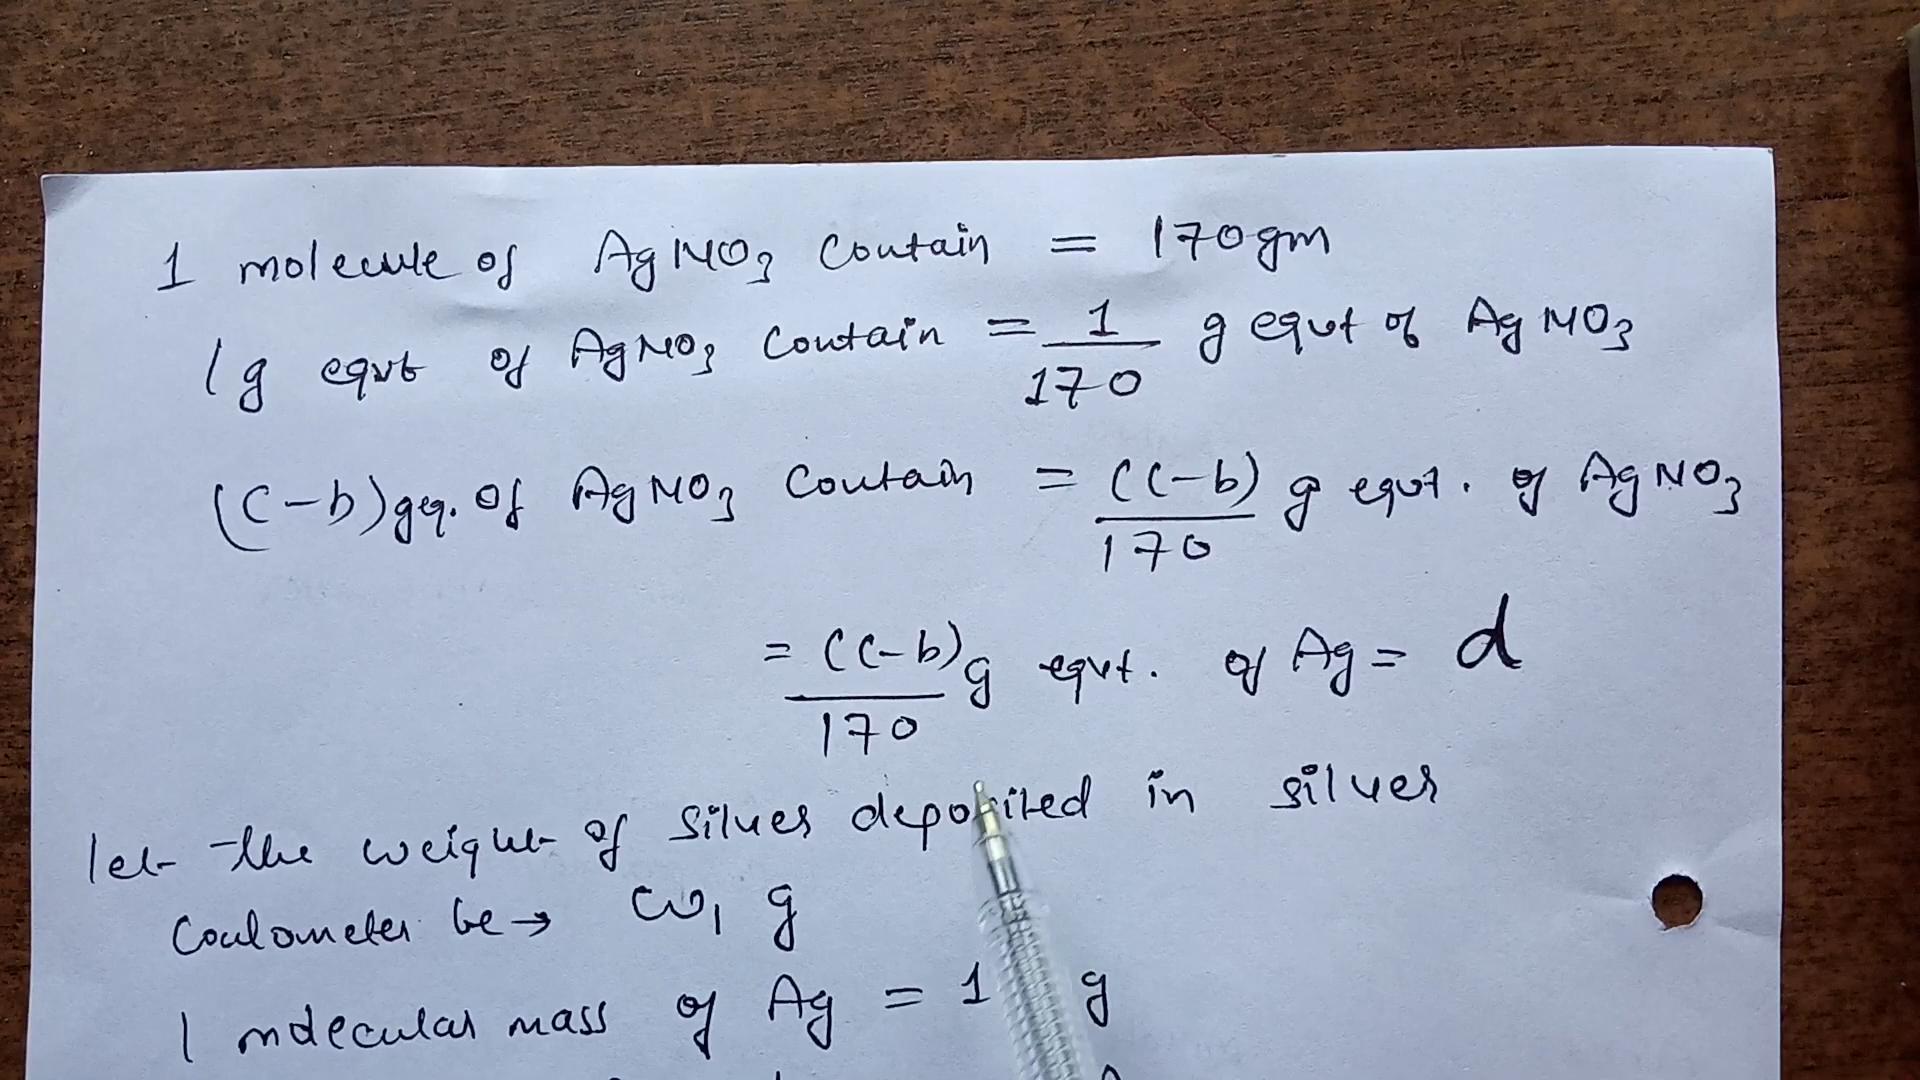 1 molecule of AgNO3 Contain = 170gm
1g eqvt of AgNO3 Contain = 1/170 g eqvt of AgNO3
(C-b)geq. of AgNO3 Contain = (C-b)/170 g eqvt. of AgNO3
= (C-b)/170 g eqvt. of Ag = d
let the weight of silver deposited in silver
Coulometer be → W1 g
1 molecular mass of Ag = 1 g